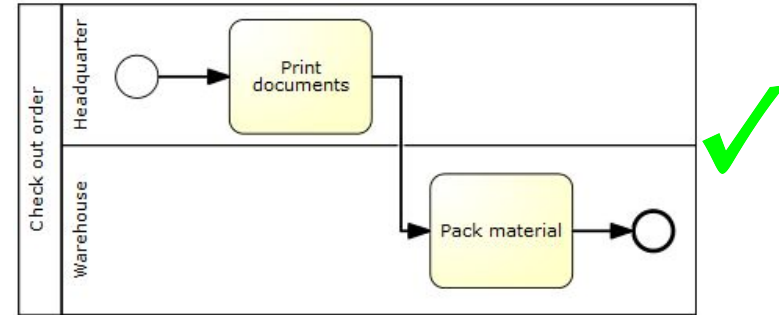 Check out order
Headquarter
Print
documents
Warehouse
Pack material